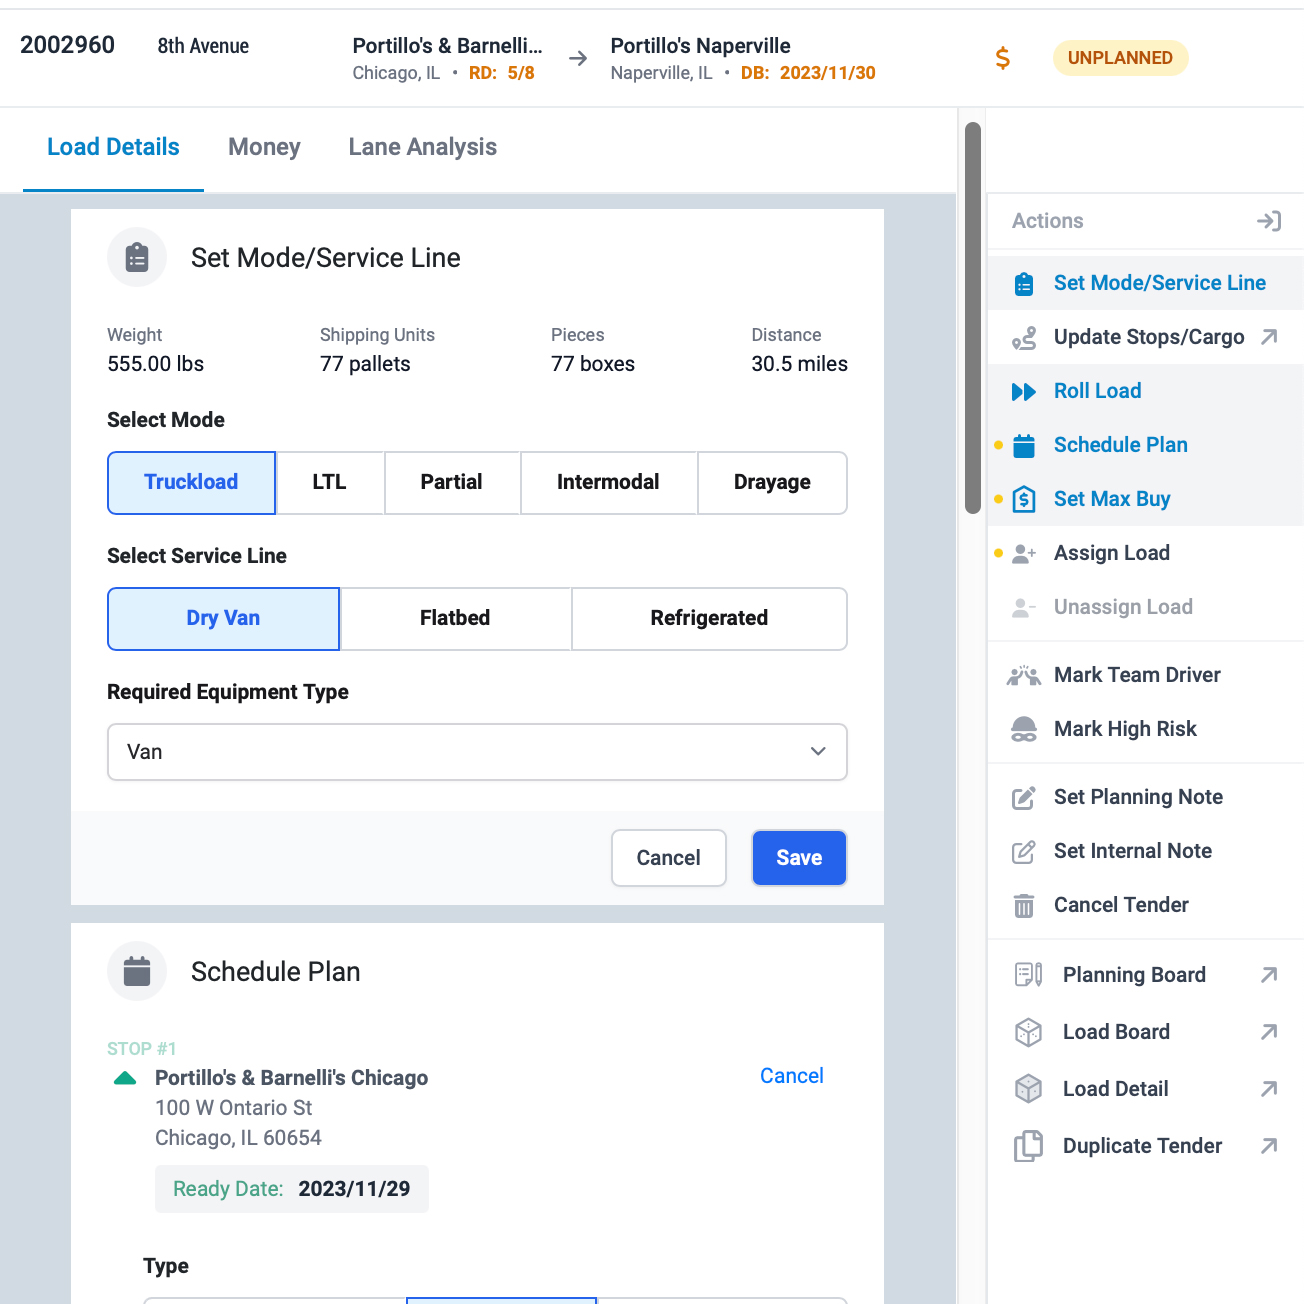 2002960
8th Avenue
Portillo's & Barnelli...
Chicago, IL • RD: 5/8
Portillo's Naperville
Naperville, IL • DB: 2023/11/30
$
UNPLANNED
Load Details
Money
Lane Analysis
Set Mode/Service Line
Weight
555.00 lbs
Shipping Units
77 pallets
Pieces
77 boxes
Distance
30.5 miles
Select Mode
Truckload
LTL
Partial
Intermodal
Drayage
Select Service Line
Dry Van
Flatbed
Refrigerated
Required Equipment Type
Van
Cancel
Save
Schedule Plan
STOP #1
Portillo's & Barnelli's Chicago
Cancel
100 W Ontario St
Chicago, IL 60654
Ready Date: 2023/11/29
Type
Actions
Set Mode/Service Line
Update Stops/Cargo
Roll Load
Schedule Plan
Set Max Buy
Assign Load
Unassign Load
Mark Team Driver
Mark High Risk
Set Planning Note
Set Internal Note
Cancel Tender
Planning Board
Load Board
Load Detail
Duplicate Tender